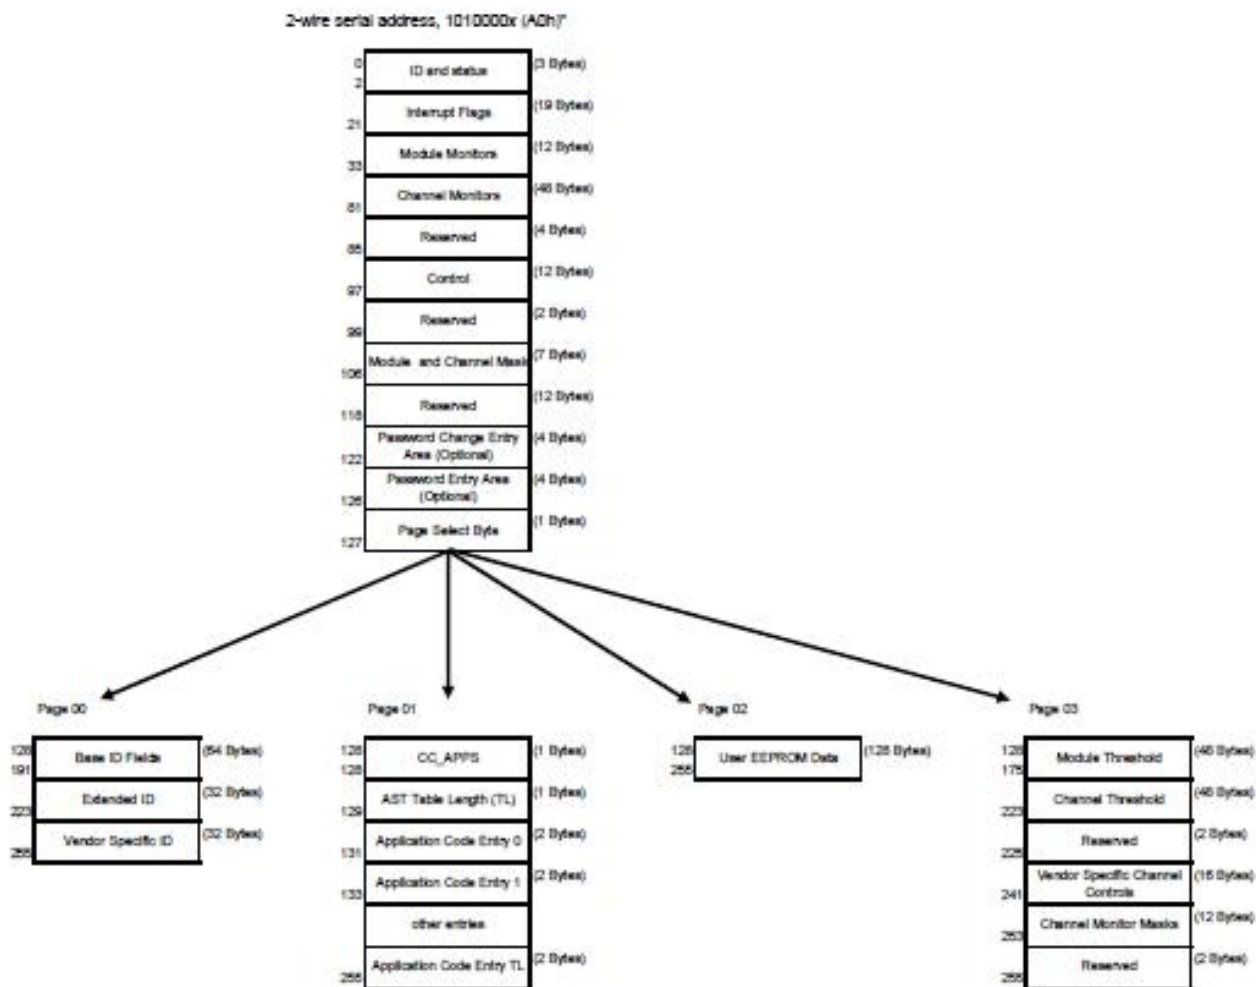 2-wire serial address, 1010000x (A0h)"
0
2
ID and status
(3 Bytes)
21
Interrupt Flags
(19 Bytes)
33
Module Monitors
(12 Bytes)
81
Channel Monitors
(48 Bytes)
85
Reserved
(4 Bytes)
97
Control
(12 Bytes)
99
Reserved
(2 Bytes)
106
Module and Channel Mask
(7 Bytes)
118
Reserved
(12 Bytes)
122
Password Change Entry
Area (Optional)
(4 Bytes)
126
Password Entry Area
(Optional)
(4 Bytes)
127
Page Select Byte
(1 Bytes)
Page 00
128
191
Base ID Fields
(64 Bytes)
223
Extended ID
(32 Bytes)
255
Vendor Specific ID
(32 Bytes)
Page 01
128
128
CC_APPS
(1 Bytes)
129
AST Table Length (TL)
(1 Bytes)
131
Application Code Entry 0
(2 Bytes)
133
Application Code Entry 1
(2 Bytes)
other entries
255
Application Code Entry TL
(2 Bytes)
Page 02
128
255
User EEPROM Data
(128 Bytes)
Page 03
128
175
Module Threshold
(48 Bytes)
223
Channel Threshold
(48 Bytes)
225
Reserved
(2 Bytes)
241
Vendor Specific Channel
Controls
(16 Bytes)
253
Channel Monitor Masks
(12 Bytes)
255
Reserved
(2 Bytes)